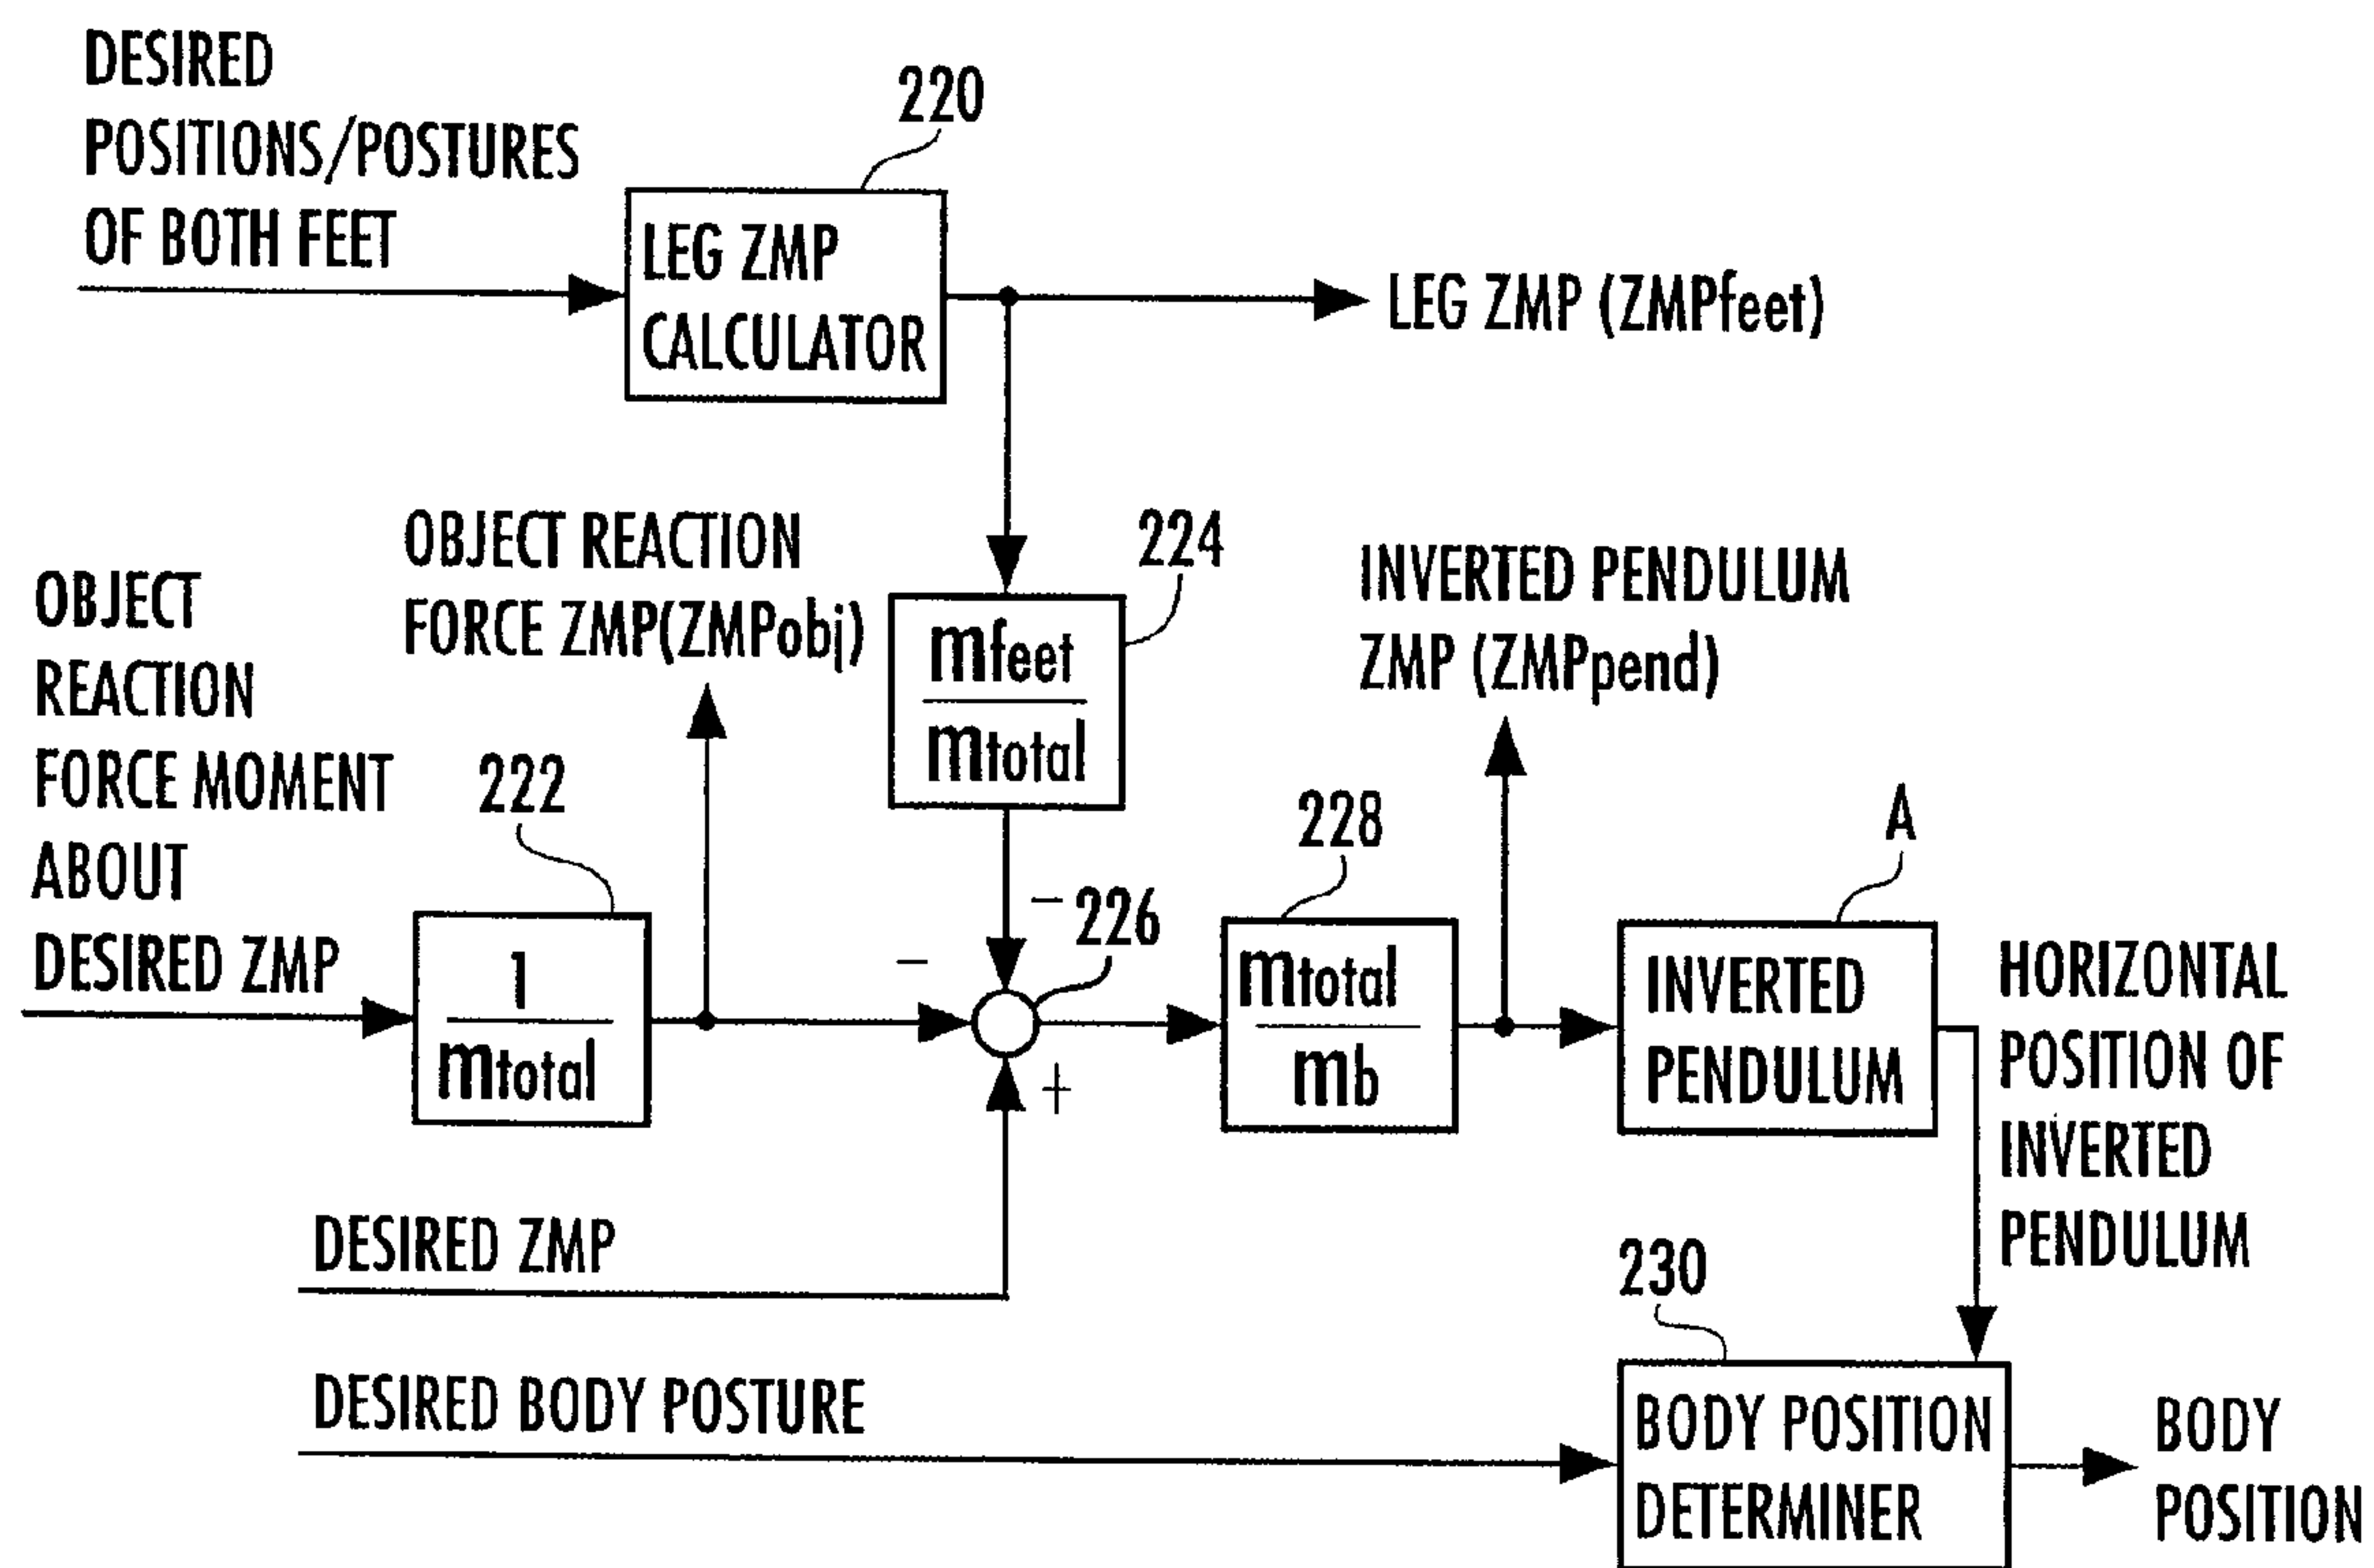 DESIRED
POSITIONS/POSTURES
OF BOTH FEET
220
LEG ZMP
CALCULATOR
LEG ZMP (ZMPfeet)
OBJECT REACTION
FORCE ZMP(ZMPobj)
224
mfeet
mtotal
INVERTED PENDULUM
ZMP (ZMPpend)
OBJECT
REACTION
FORCE MOMENT
ABOUT
DESIRED ZMP
222
1
mtotal
−
− 226
+
228
mtotal
mb
A
INVERTED
PENDULUM
HORIZONTAL
POSITION OF
INVERTED
PENDULUM
DESIRED ZMP
230
DESIRED BODY POSTURE
BODY POSITION
DETERMINER
BODY
POSITION